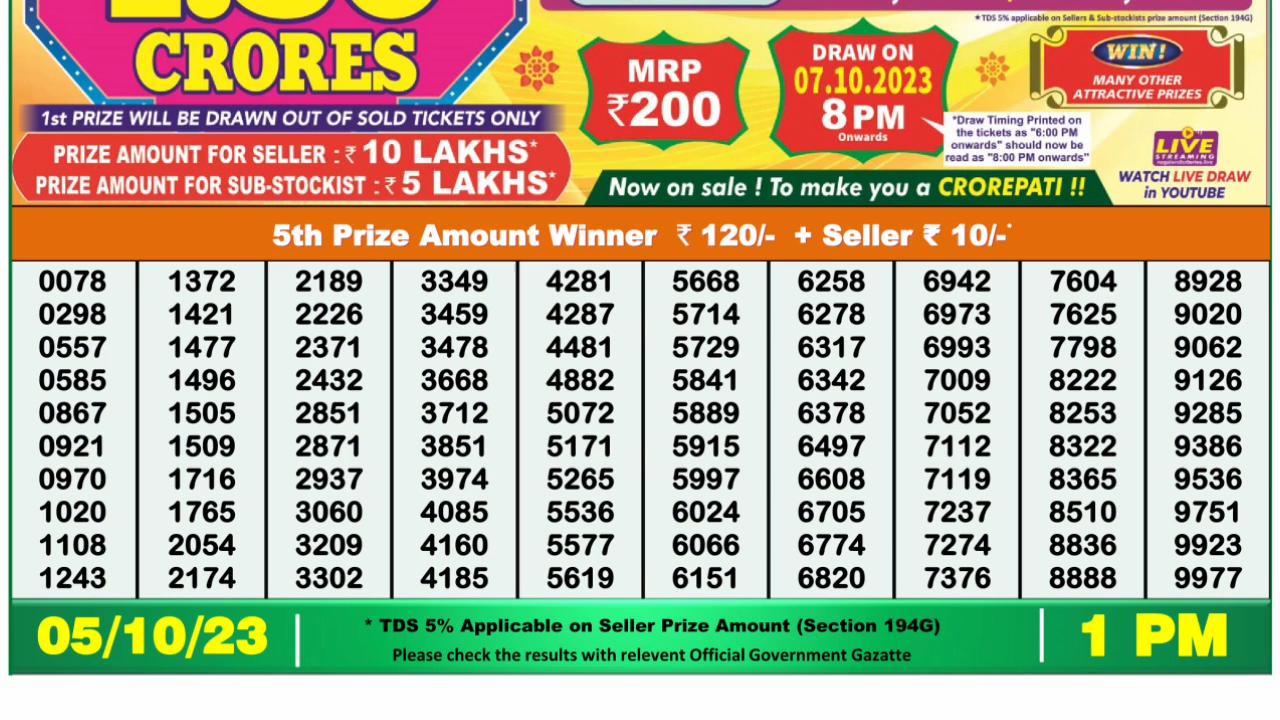 CRORES
1st PRIZE WILL BE DRAWN OUT OF SOLD TICKETS ONLY
PRIZE AMOUNT FOR SELLER : ₹ 10 LAKHS*
PRIZE AMOUNT FOR SUB-STOCKIST : ₹ 5 LAKHS*
*TDS 5% applicable on Sellers & Sub-stockists prize amount (Section 194G)
MRP
₹200
DRAW ON
07.10.2023
8 PM
Onwards
WIN!
MANY OTHER
ATTRACTIVE PRIZES
"Draw Timing Printed on
the tickets as "6:00 PM
onwards" should now be
read as "8:00 PM onwards"
LIVE
STREAMING
WATCH LIVE DRAW
in YOUTUBE
Now on sale ! To make you a CROREPATI !!
5th Prize Amount Winner ₹ 120/- + Seller ₹ 10/-*
0078 1372 2189 3349 4281 5668 6258 6942 7604 8928
0298 1421 2226 3459 4287 5714 6278 6973 7625 9020
0557 1477 2371 3478 4481 5729 6317 6993 7798 9062
0585 1496 2432 3668 4882 5841 6342 7009 8222 9126
0867 1505 2851 3712 5072 5889 6378 7052 8253 9285
0921 1509 2871 3851 5171 5915 6497 7112 8322 9386
0970 1716 2937 3974 5265 5997 6608 7119 8365 9536
1020 1765 3060 4085 5536 6024 6705 7237 8510 9751
1108 2054 3209 4160 5577 6066 6774 7274 8836 9923
1243 2174 3302 4185 5619 6151 6820 7376 8888 9977
05/10/23
* TDS 5% Applicable on Seller Prize Amount (Section 194G)
Please check the results with relevent Official Government Gazatte
1 PM